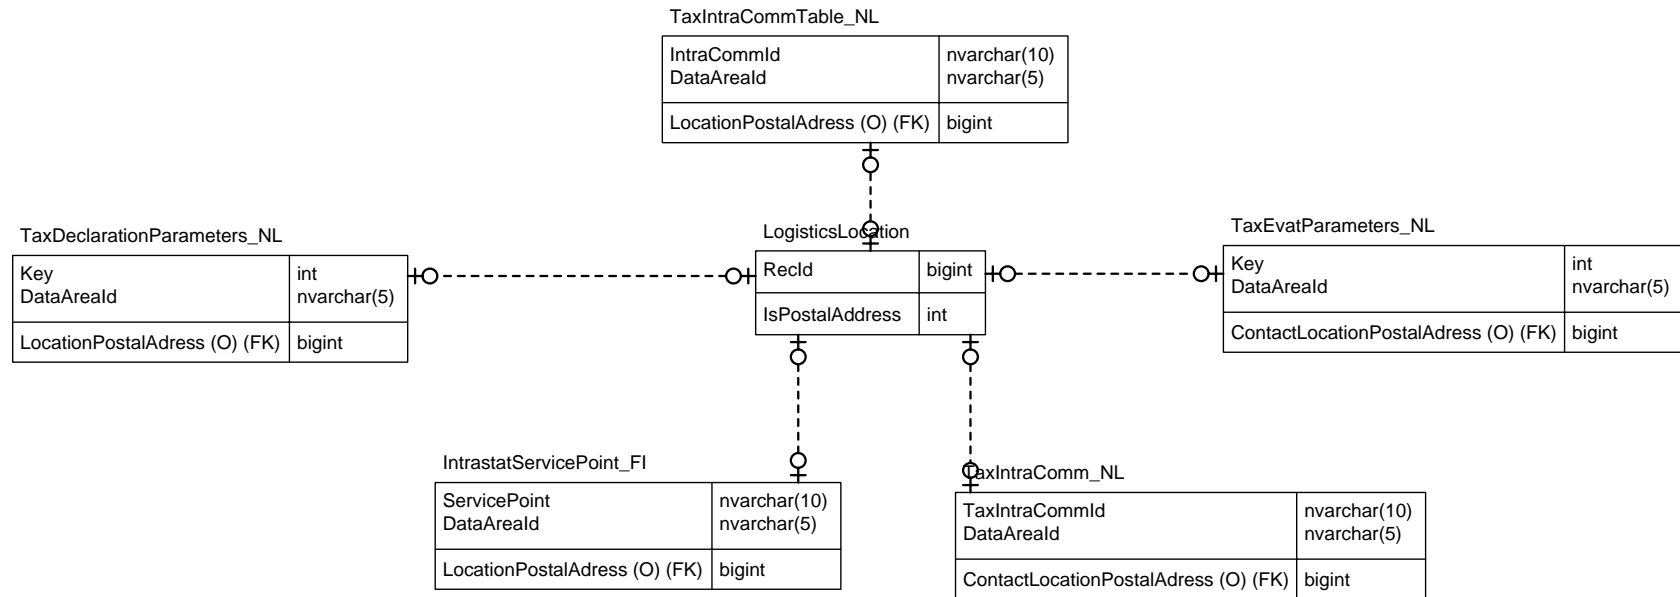 TaxIntraCommTable_NL
IntraCommId nvarchar(10)
DataAreaId nvarchar(5)
LocationPostalAdress (O) (FK) bigint
TaxDeclarationParameters_NL
Key int
DataAreaId nvarchar(5)
LocationPostalAdress (O) (FK) bigint
LogisticsLocation
RecId bigint
IsPostalAddress int
TaxEvatParameters_NL
Key int
DataAreaId nvarchar(5)
ContactLocationPostalAdress (O) (FK) bigint
IntrastatServicePoint_FI
ServicePoint nvarchar(10)
DataAreaId nvarchar(5)
LocationPostalAdress (O) (FK) bigint
TaxIntraComm_NL
TaxIntraCommId nvarchar(10)
DataAreaId nvarchar(5)
ContactLocationPostalAdress (O) (FK) bigint